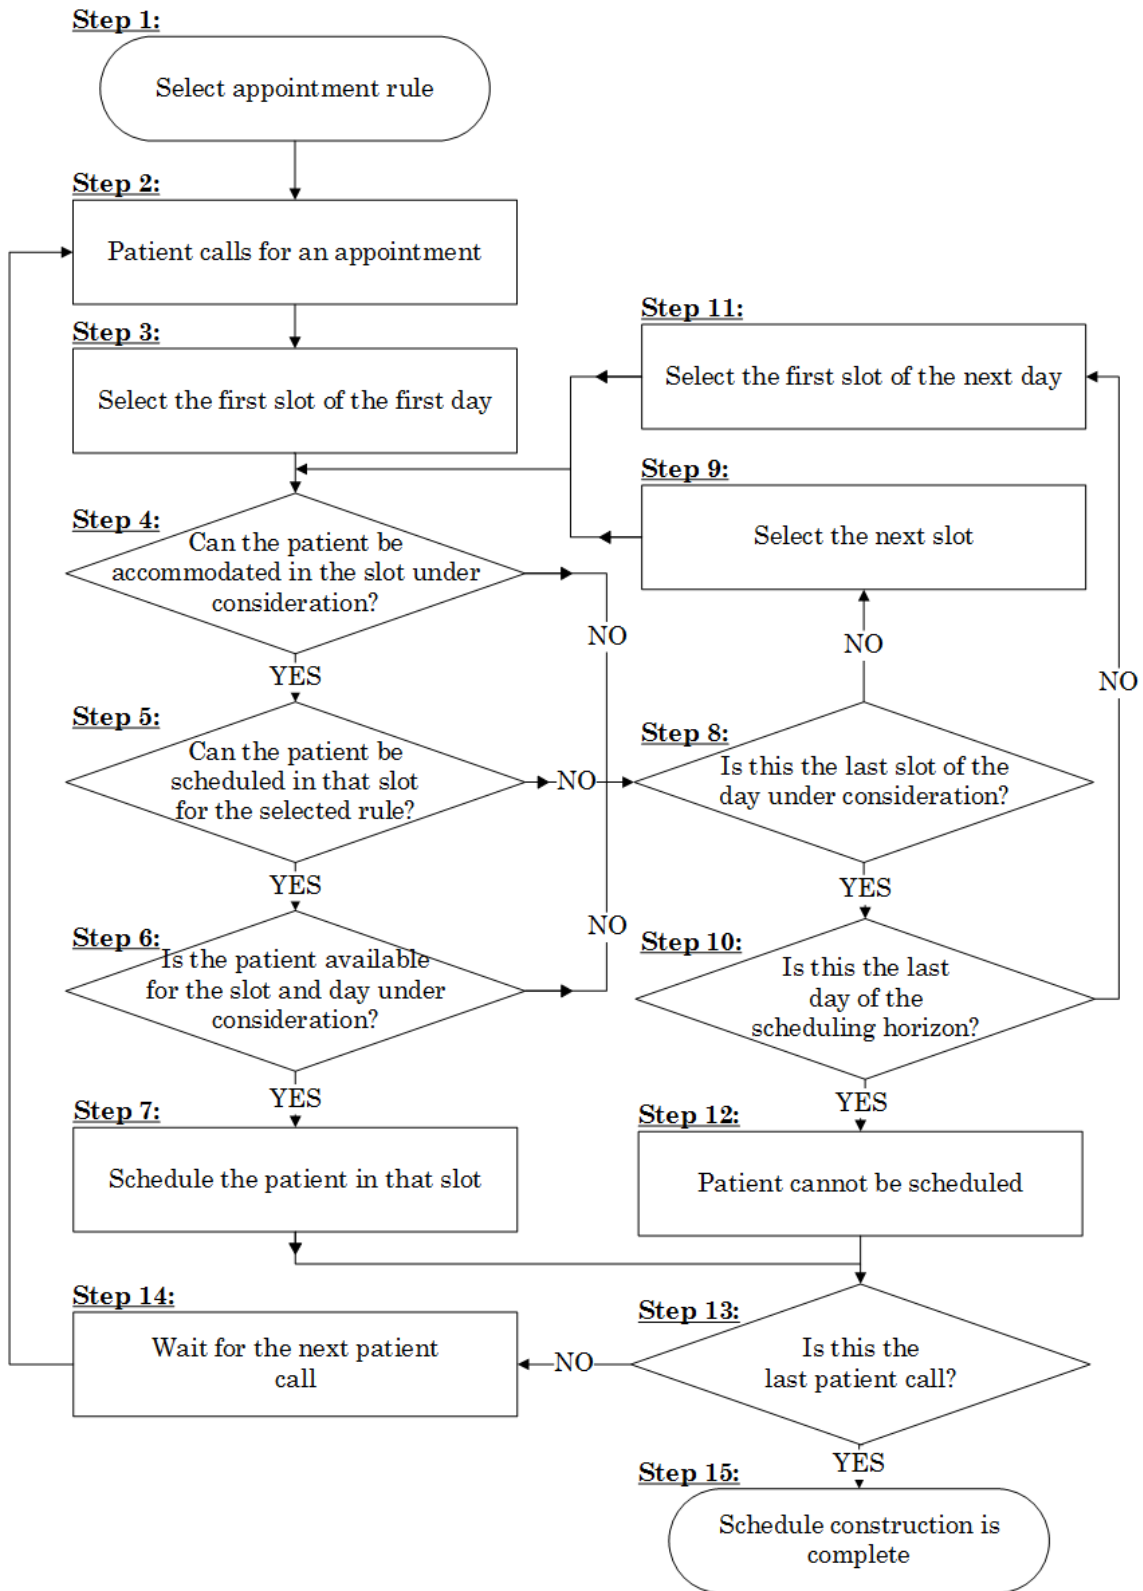 Step 1:
Select appointment rule
Step 2:
Patient calls for an appointment
Step 3:
Select the first slot of the first day
Step 4:
Can the patient be
accommodated in the slot under
consideration?
NO
YES
Step 5:
Can the patient be
scheduled in that slot
for the selected rule?
NO
YES
Step 6:
Is the patient available
for the slot and day under
consideration?
NO
YES
Step 7:
Schedule the patient in that slot
Step 11:
Select the first slot of the next day
Step 9:
Select the next slot
NO
NO
Step 8:
Is this the last slot of the
day under consideration?
YES
Step 10:
Is this the last
day of the
scheduling horizon?
YES
Step 12:
Patient cannot be scheduled
Step 13:
Is this the
last patient call?
NO
Step 14:
Wait for the next patient
call
YES
Step 15:
Schedule construction is
complete